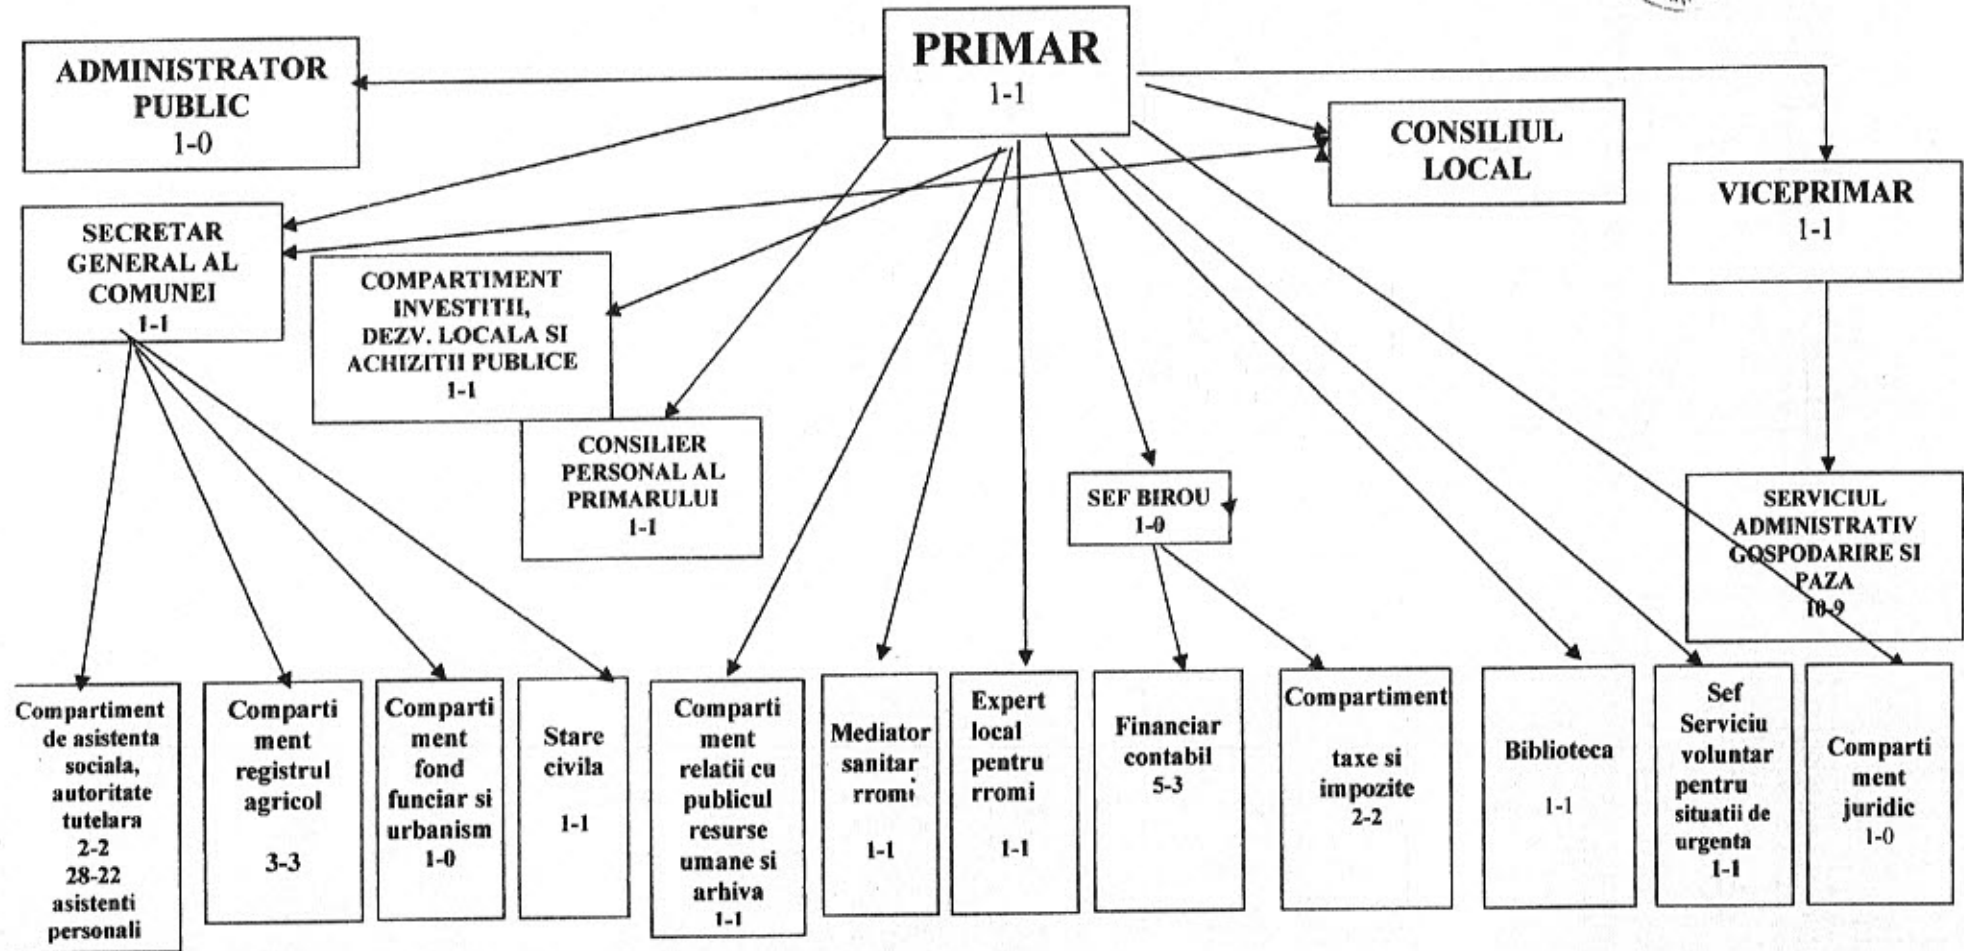 PRIMAR
1-1
ADMINISTRATOR
PUBLIC
1-0
CONSILIUL
LOCAL
VICEPRIMAR
1-1
SECRETAR
GENERAL AL
COMUNEI
1-1
COMPARTIMENT
INVESTITII,
DEZV. LOCALA SI
ACHIZITII PUBLICE
1-1
CONSILIER
PERSONAL AL
PRIMARULUI
1-1
SEF BIROU
1-0
SERVICIUL
ADMINISTRATIV
GOSPODARIRE SI
PAZA
10-9
Compartiment
de asistenta
sociala,
autoritate
tutelara
2-2
28-22
asistenti
personali
Comparti
ment
registrul
agricol
3-3
Comparti
ment
fond
funciar si
urbanism
1-0
Stare
civila
1-1
Comparti
ment
relatii cu
publicul
resurse
umane si
arhiva
1-1
Mediator
sanitar
rromi
1-1
Expert
local
pentru
rromi
1-1
Financiar
contabil
5-3
Compartiment
taxe si
impozite
2-2
Biblioteca
1-1
Sef
Serviciu
voluntar
pentru
situatii de
urgenta
1-1
Comparti
ment
juridic
1-0